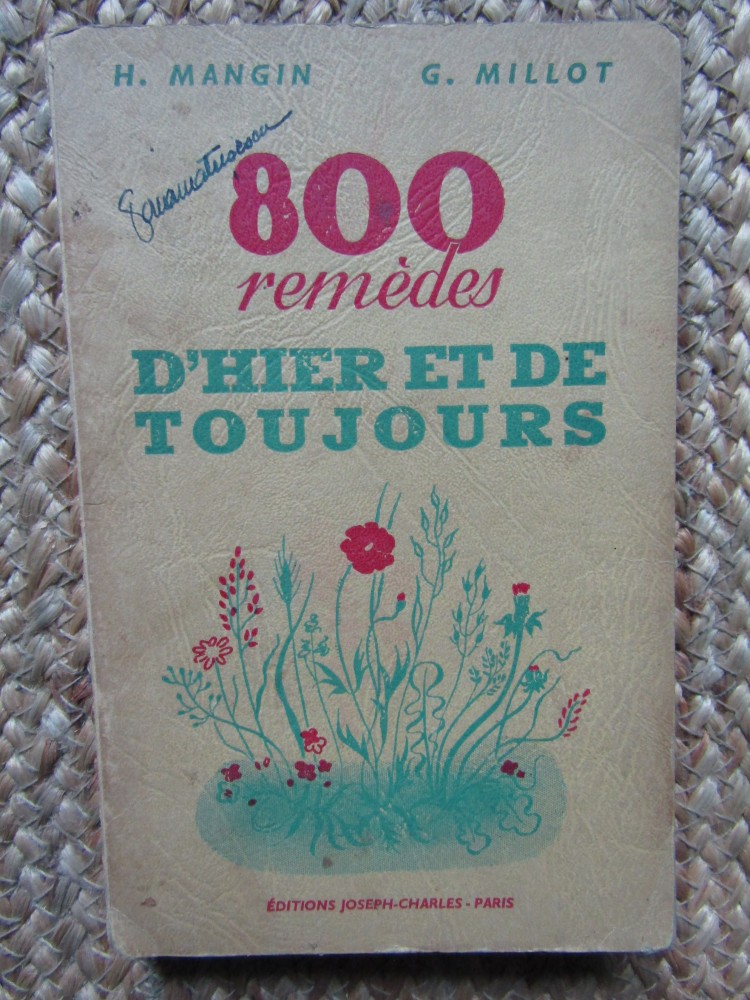 H. MANGIN G. MILLOT
800
remèdes
D'HIER ET DE
TOUJOURS
ÉDITIONS JOSEPH-CHARLES - PARIS